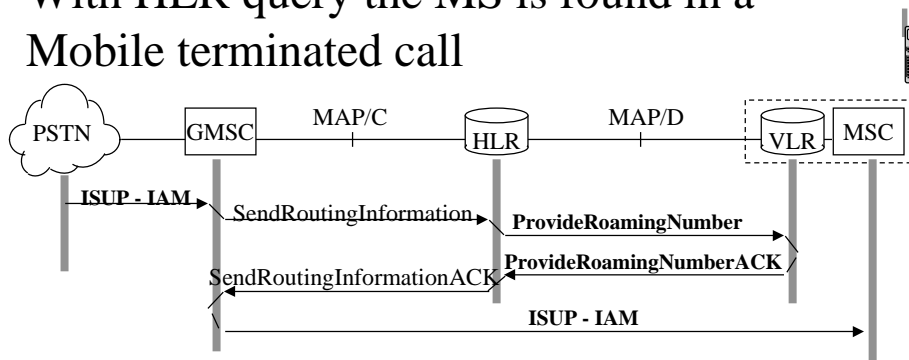 With HLR query the MS is found in a
Mobile terminated call
PSTN
GMSC
MAP/C
HLR
MAP/D
VLR
MSC
ISUP - IAM
SendRoutingInformation
ProvideRoamingNumber
ProvideRoamingNumberACK
SendRoutingInformationACK
ISUP - IAM